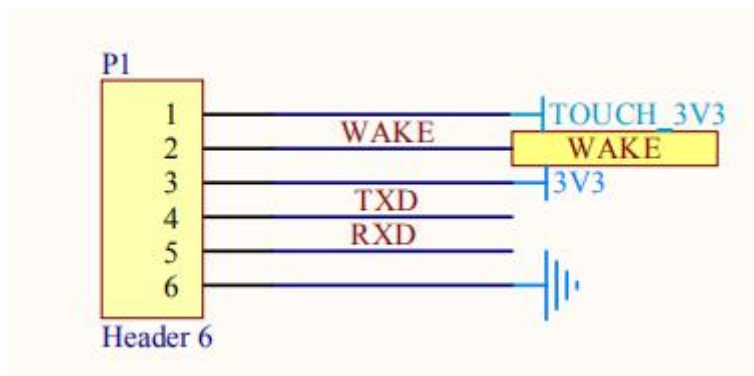 P1
1 TOUCH_3V3
WAKE
2 WAKE
3 3V3
TXD
4
RXD
5
6
Header 6